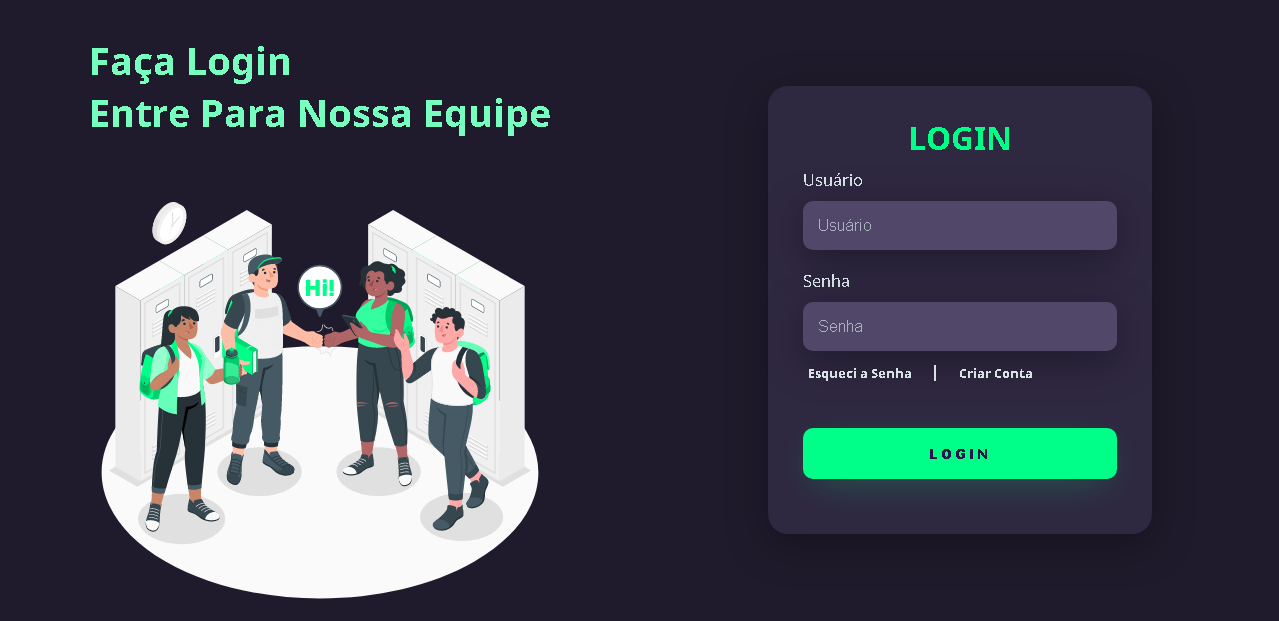 Faça Login
Entre Para Nossa Equipe
Hi!
LOGIN
Usuário
Usuário
Senha
Senha
Esqueci a Senha | Criar Conta
LOGIN